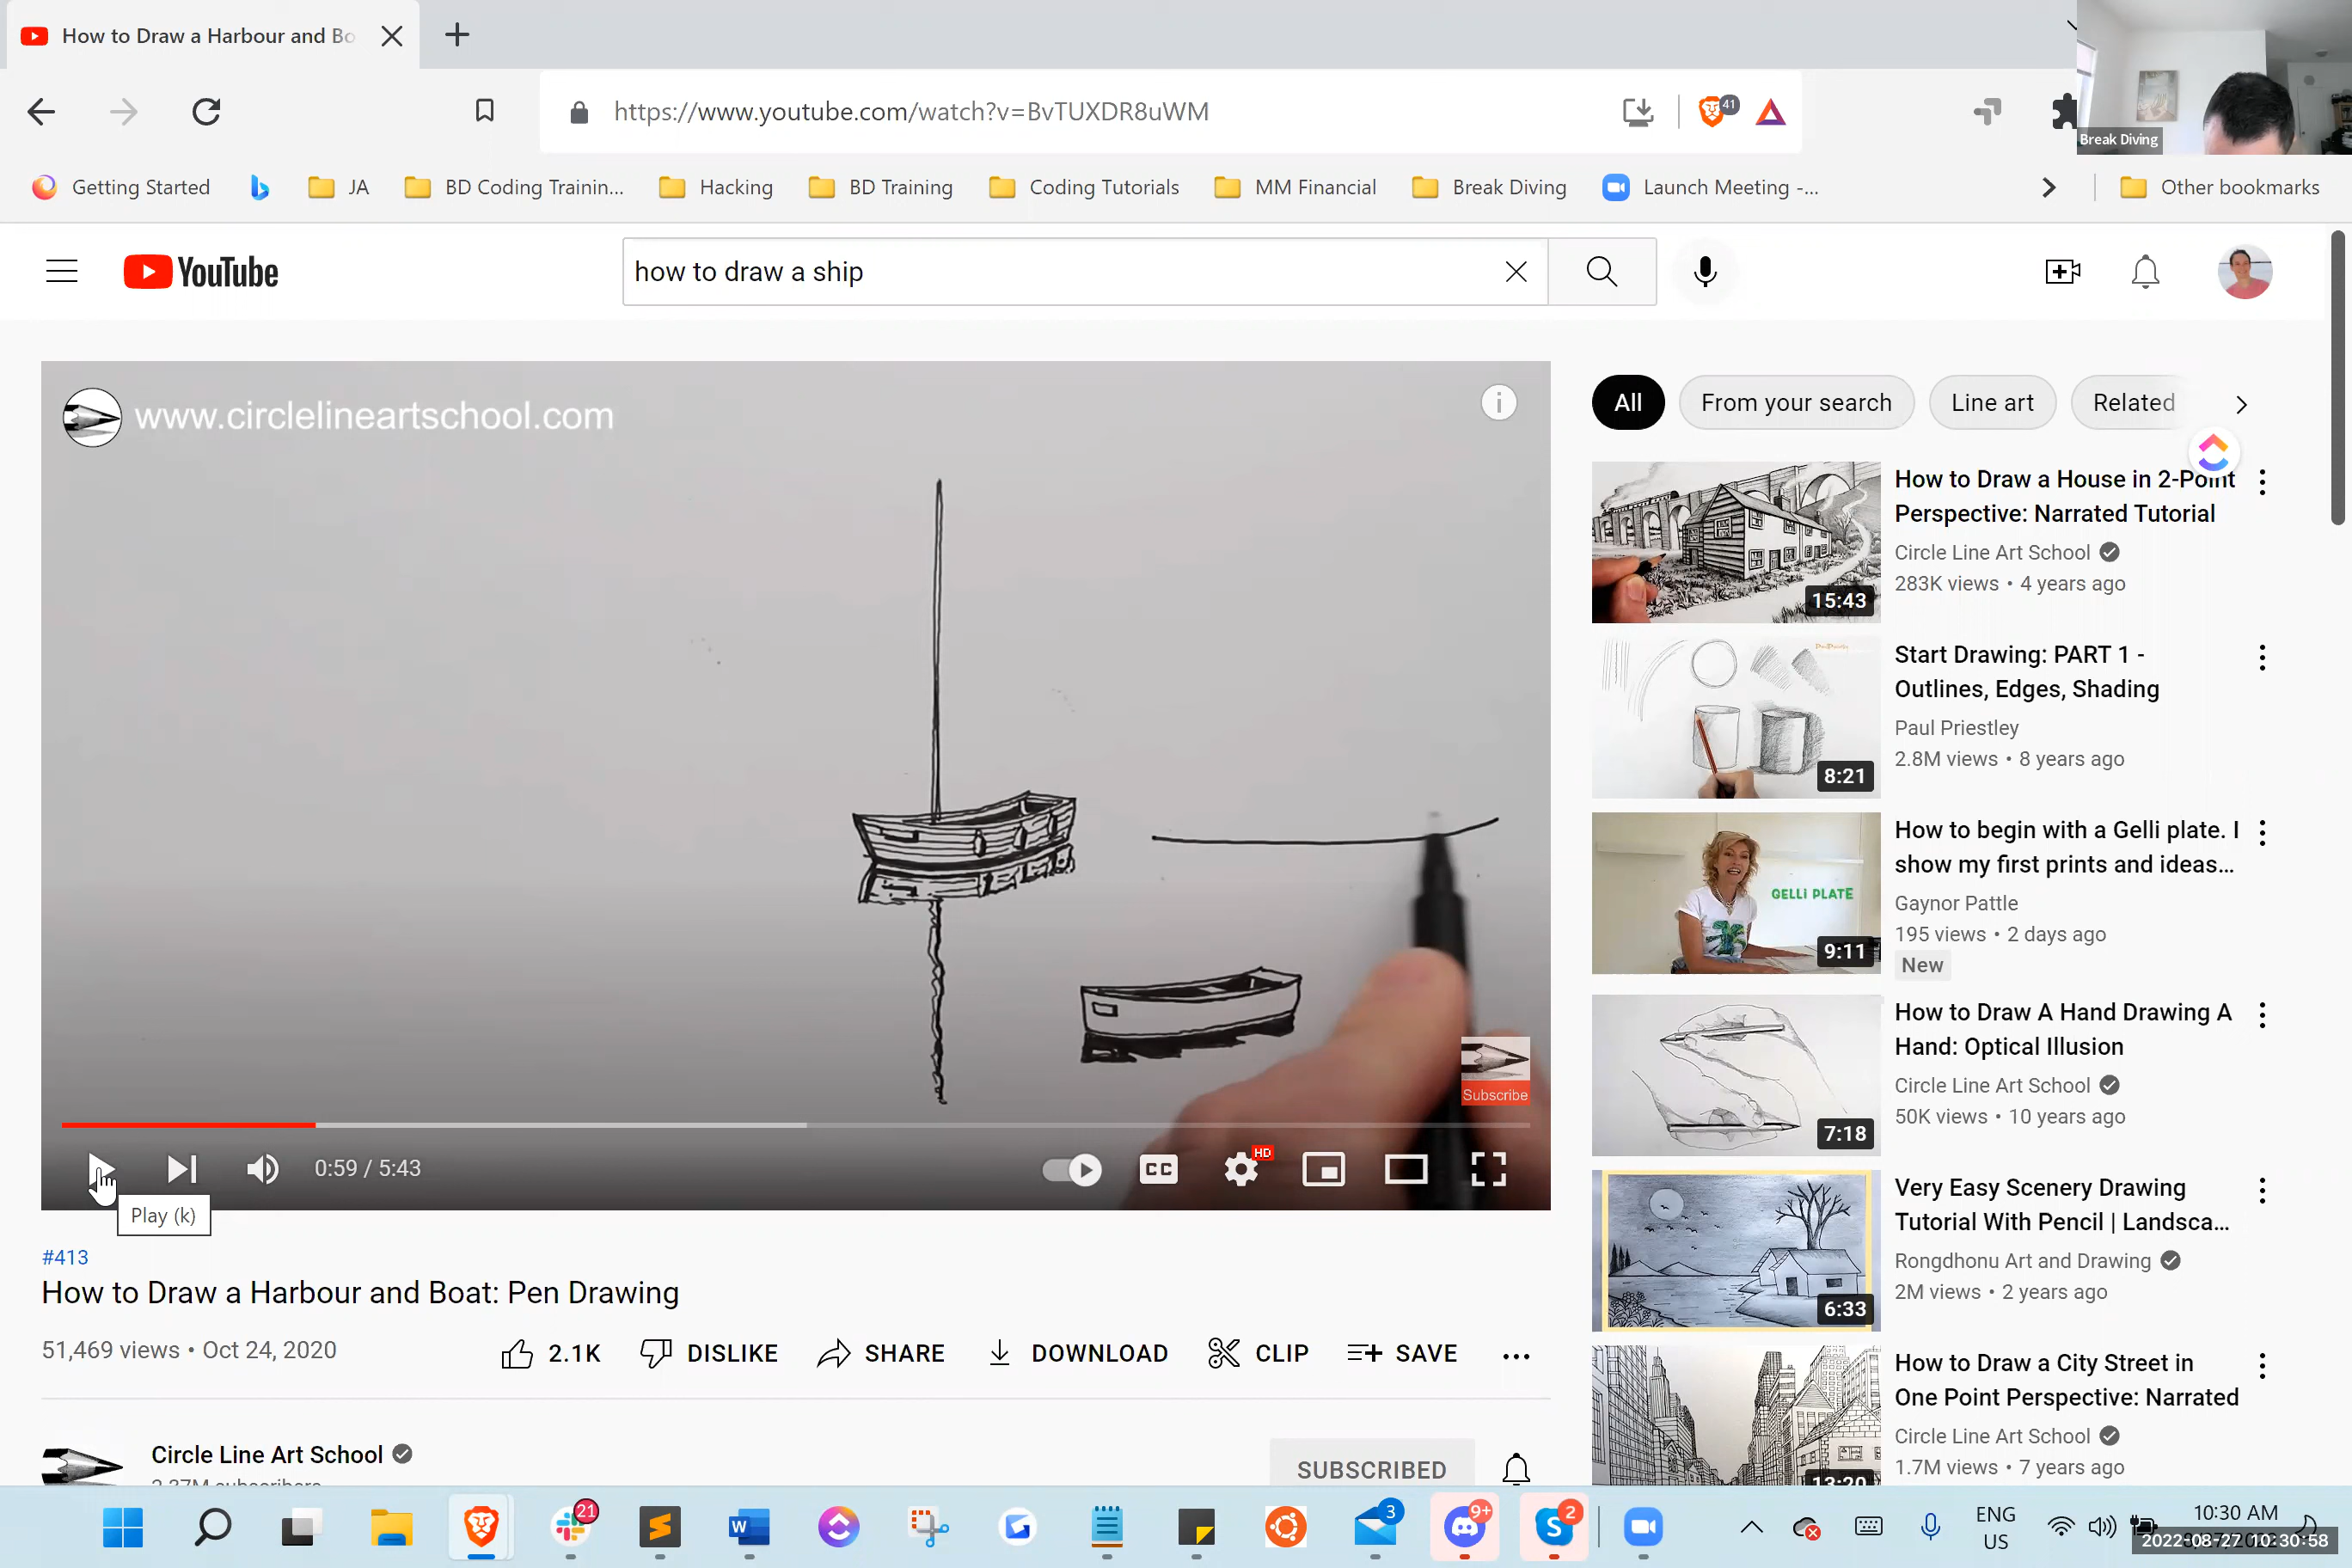 How to Draw a Harbour and Bo
https://www.youtube.com/watch?v=BvTUXDR8uWM
41
Break Diving
Getting Started
JA
BD Coding Trainin...
Hacking
BD Training
Coding Tutorials
MM Financial
Break Diving
Launch Meeting -...
Other bookmarks
YouTube
how to draw a ship
www.circlelineartschool.com
Subscribe
0:59 / 5:43
CC
HD
Play (k)
#413
How to Draw a Harbour and Boat: Pen Drawing
51,469 views • Oct 24, 2020
2.1K
DISLIKE
SHARE
DOWNLOAD
CLIP
SAVE
Circle Line Art School
SUBSCRIBED
All
From your search
Line art
Related
How to Draw a House in 2-Point
Perspective: Narrated Tutorial
Circle Line Art School
283K views • 4 years ago
15:43
Start Drawing: PART 1 -
Outlines, Edges, Shading
Paul Priestley
2.8M views • 8 years ago
8:21
How to begin with a Gelli plate. I
show my first prints and ideas...
Gaynor Pattle
195 views • 2 days ago
New
GELLI PLATE
9:11
How to Draw A Hand Drawing A
Hand: Optical Illusion
Circle Line Art School
50K views • 10 years ago
7:18
Very Easy Scenery Drawing
Tutorial With Pencil | Landsca...
Rongdhonu Art and Drawing
2M views • 2 years ago
6:33
How to Draw a City Street in
One Point Perspective: Narrated
Circle Line Art School
1.7M views • 7 years ago
13:20
21
W
3
9+
S
2
ENG
US
10:30 AM
2022-08-27 10:30:58